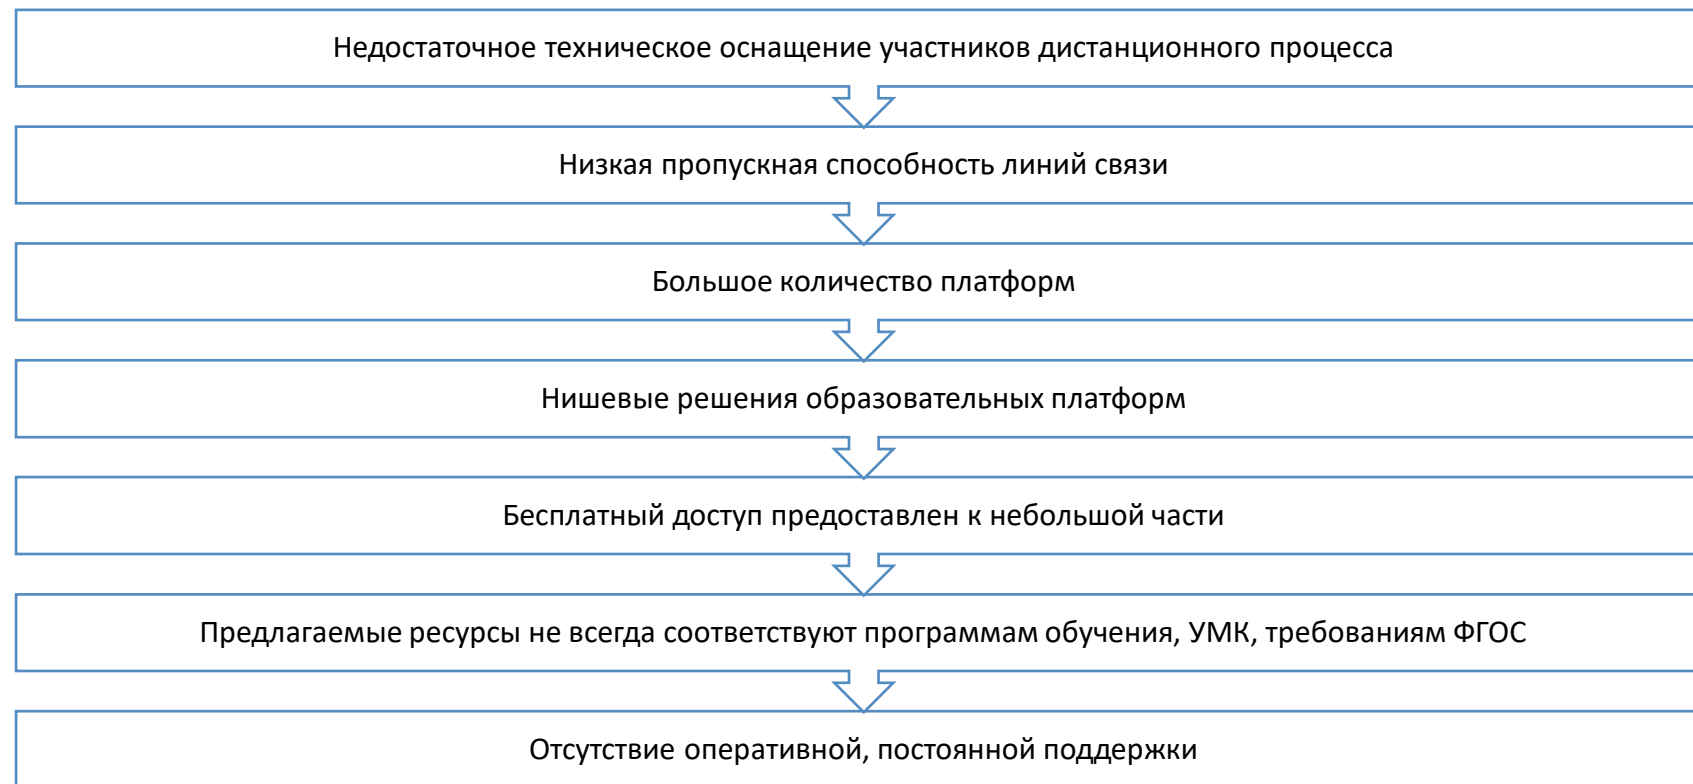 Недостаточное техническое оснащение участников дистанционного процесса
Низкая пропускная способность линий связи
Большое количество платформ
Нишевые решения образовательных платформ
Бесплатный доступ предоставлен к небольшой части
Предлагаемые ресурсы не всегда соответствуют программам обучения, УМК, требованиям ФГОС
Отсутствие оперативной, постоянной поддержки